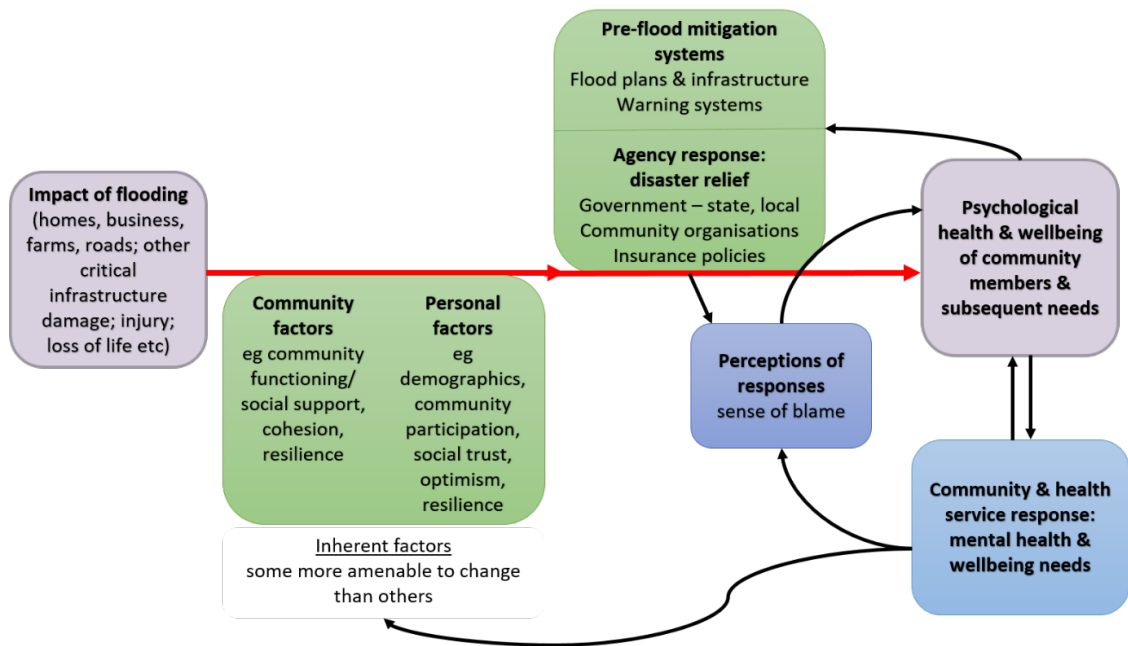 Pre-flood mitigation
systems
Flood plans & infrastructure
Warning systems
Agency response:
disaster relief
Government – state, local
Community organisations
Insurance policies
Impact of flooding
(homes, business,
farms, roads; other
critical
infrastructure
damage; injury;
loss of life etc)
Community
factors
eg community
functioning/
social support,
cohesion,
resilience
Personal
factors
eg
demographics,
community
participation,
social trust,
optimism,
resilience
Inherent factors
some more amenable to change
than others
Perceptions of
responses
sense of blame
Psychological
health & wellbeing
of community
members &
subsequent needs
Community & health
service response:
mental health &
wellbeing needs